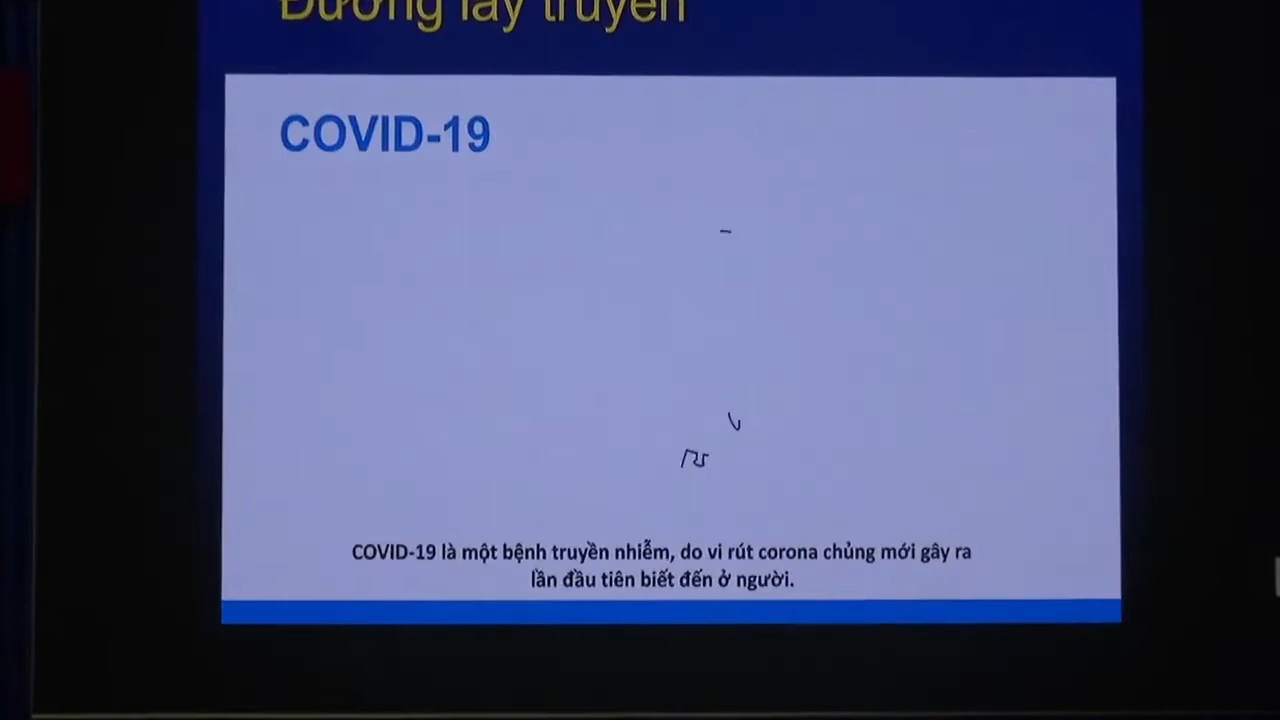 Đường lây truyền
COVID-19
COVID-19 là một bệnh truyền nhiễm, do vi rút corona chủng mới gây ra
lần đầu tiên biết đến ở người.